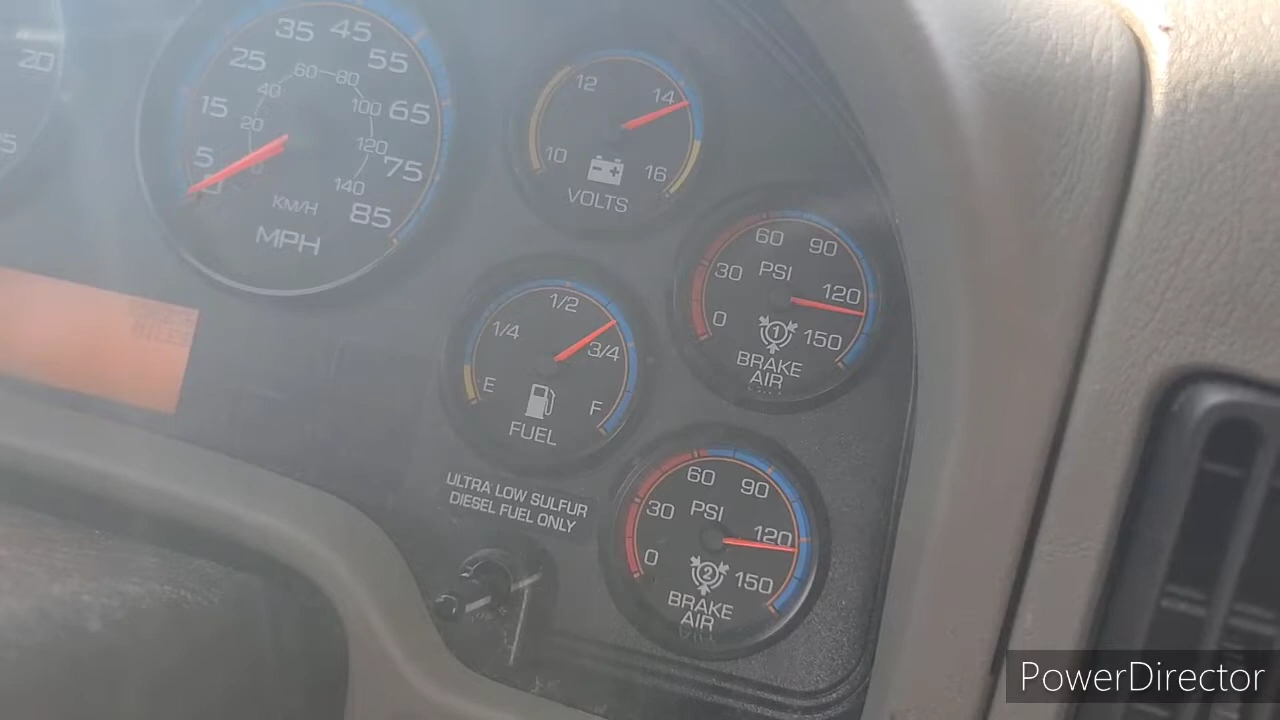 20
5
0
5
15
25
35
45
55
65
75
85
20
40
60
80
100
120
140
KM/H
MPH
10
12
14
16
VOLTS
0
30
60
90
120
150
PSI
1
BRAKE
AIR
E
1/4
1/2
3/4
F
FUEL
ULTRA LOW SULFUR
DIESEL FUEL ONLY
0
30
60
90
120
150
PSI
2
BRAKE
AIR
PowerDirector